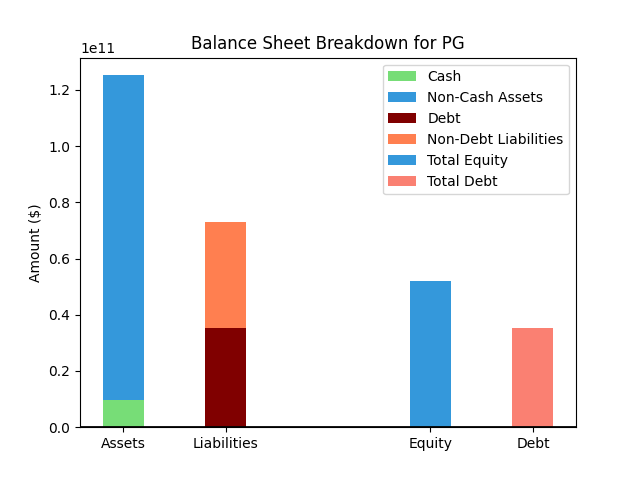 Balance Sheet Breakdown for PG
1e11
1.2
1.0
0.8
0.6
0.4
0.2
0.0
Amount ($)
Cash
Non-Cash Assets
Debt
Non-Debt Liabilities
Total Equity
Total Debt
Assets
Liabilities
Equity
Debt